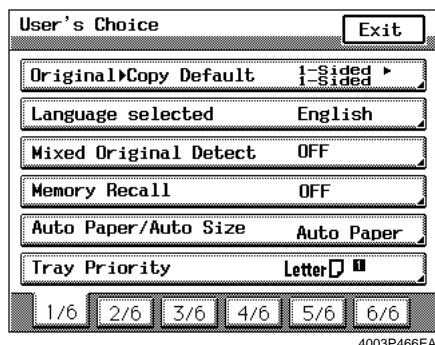 User's Choice Exit
Original▸Copy Default 1-Sided ▸
1-Sided
Language selected English
Mixed Original Detect OFF
Memory Recall OFF
Auto Paper/Auto Size Auto Paper
Tray Priority Letter 1
1/6 2/6 3/6 4/6 5/6 6/6
4003P466EA